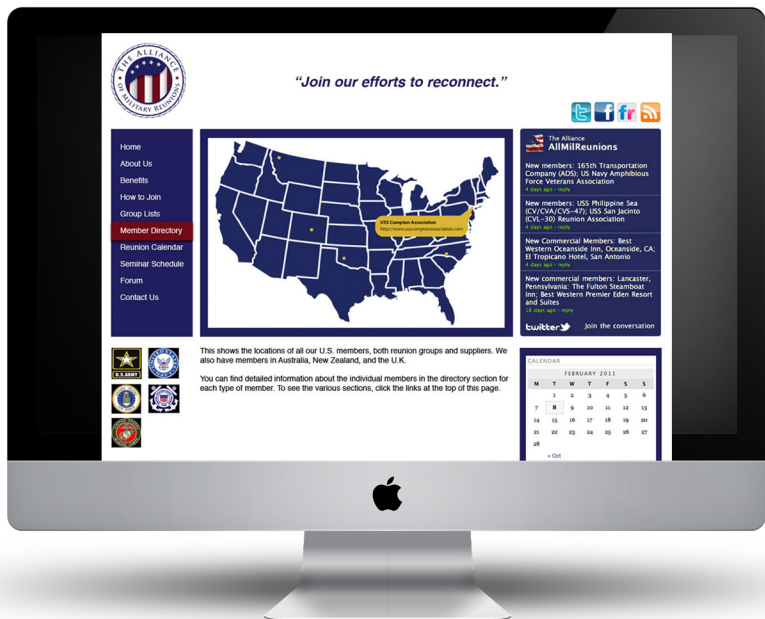 THE ALLIANCE
OF MILITARY REUNIONS
“Join our efforts to reconnect.”
Home
About Us
Benefits
How to Join
Group Lists
Member Directory
Reunion Calendar
Seminar Schedule
Forum
Contact Us
USS Compton Association
http://www.usscomptonassociation.com
The Alliance
AllMilReunions
New members: 165th Transportation
Company (ADS); US Navy Amphibious
Force Veterans Association
4 days ago · reply
New members: USS Philippine Sea
(CV/CVA/CVS-47); USS San Jacinto
(CVL-30) Reunion Association
4 days ago · reply
New Commercial Members: Best
Western Oceanside Inn, Oceanside, CA;
El Tropicano Hotel, San Antonio
4 days ago · reply
New commercial members: Lancaster,
Pennsylvania: The Fulton Steamboat
Inn; Best Western Premier Eden Resort
and Suites
18 days ago · reply
twitter
Join the conversation
U.S.ARMY
This shows the locations of all our U.S. members, both reunion groups and suppliers. We
also have members in Australia, New Zealand, and the U.K.
You can find detailed information about the individual members in the directory section for
each type of member. To see the various sections, click the links at the top of this page.
CALENDAR
FEBRUARY 2011
M T W T F S S
1 2 3 4 5 6
7 8 9 10 11 12 13
14 15 16 17 18 19 20
21 22 23 24 25 26 27
28
« Oct